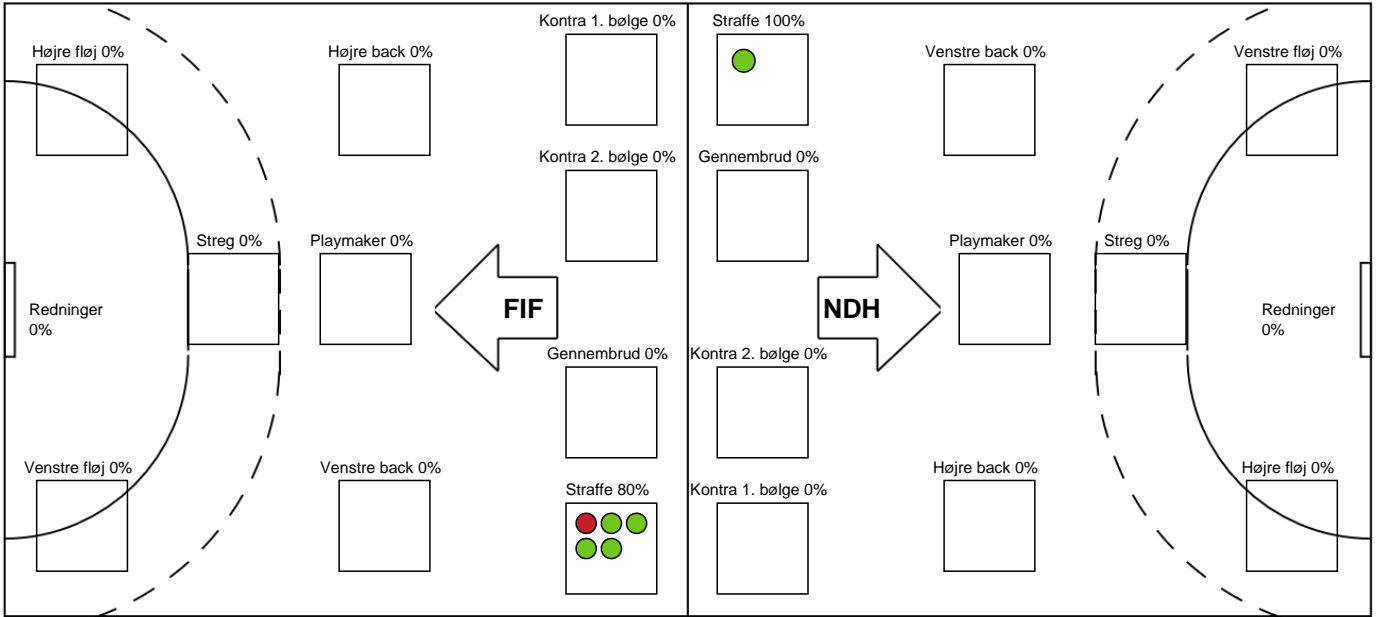 Kontra 1. bølge 0%
Straffe 100%
Højre fløj 0%
Højre back 0%
Venstre back 0%
Venstre fløj 0%
Kontra 2. bølge 0%
Gennembrud 0%
Streg 0%
Playmaker 0%
Playmaker 0%
Streg 0%
Redninger
0%
FIF
NDH
Redninger
0%
Gennembrud 0%
Kontra 2. bølge 0%
Venstre fløj 0%
Venstre back 0%
Højre back 0%
Højre fløj 0%
Straffe 80%
Kontra 1. bølge 0%